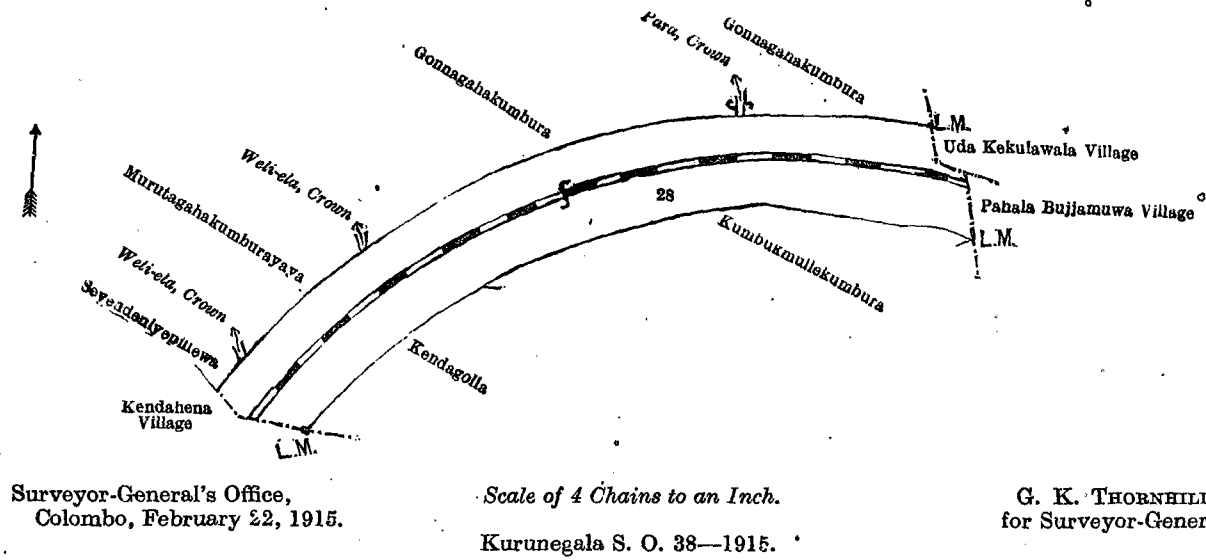 Para, Crown
Gonnaganakumbura
Gonnagahakumbura
L.M.
Uda Kekulawala Village
Weli-ela, Crown
Murutagahakumburayaya
28
Pahala Bujjamuwa Village
L.M.
Kumbukmullekumbura
Weli-ela, Crown
Kendagolla
Kendahena
Village
L.M.
Surveyor-General's Office,
Colombo, February 22, 1915.
Scale of 4 Chains to an Inch.
Kurunegala S. O. 38—1915.
G. K. THORNHILL
for Surveyor-Gener